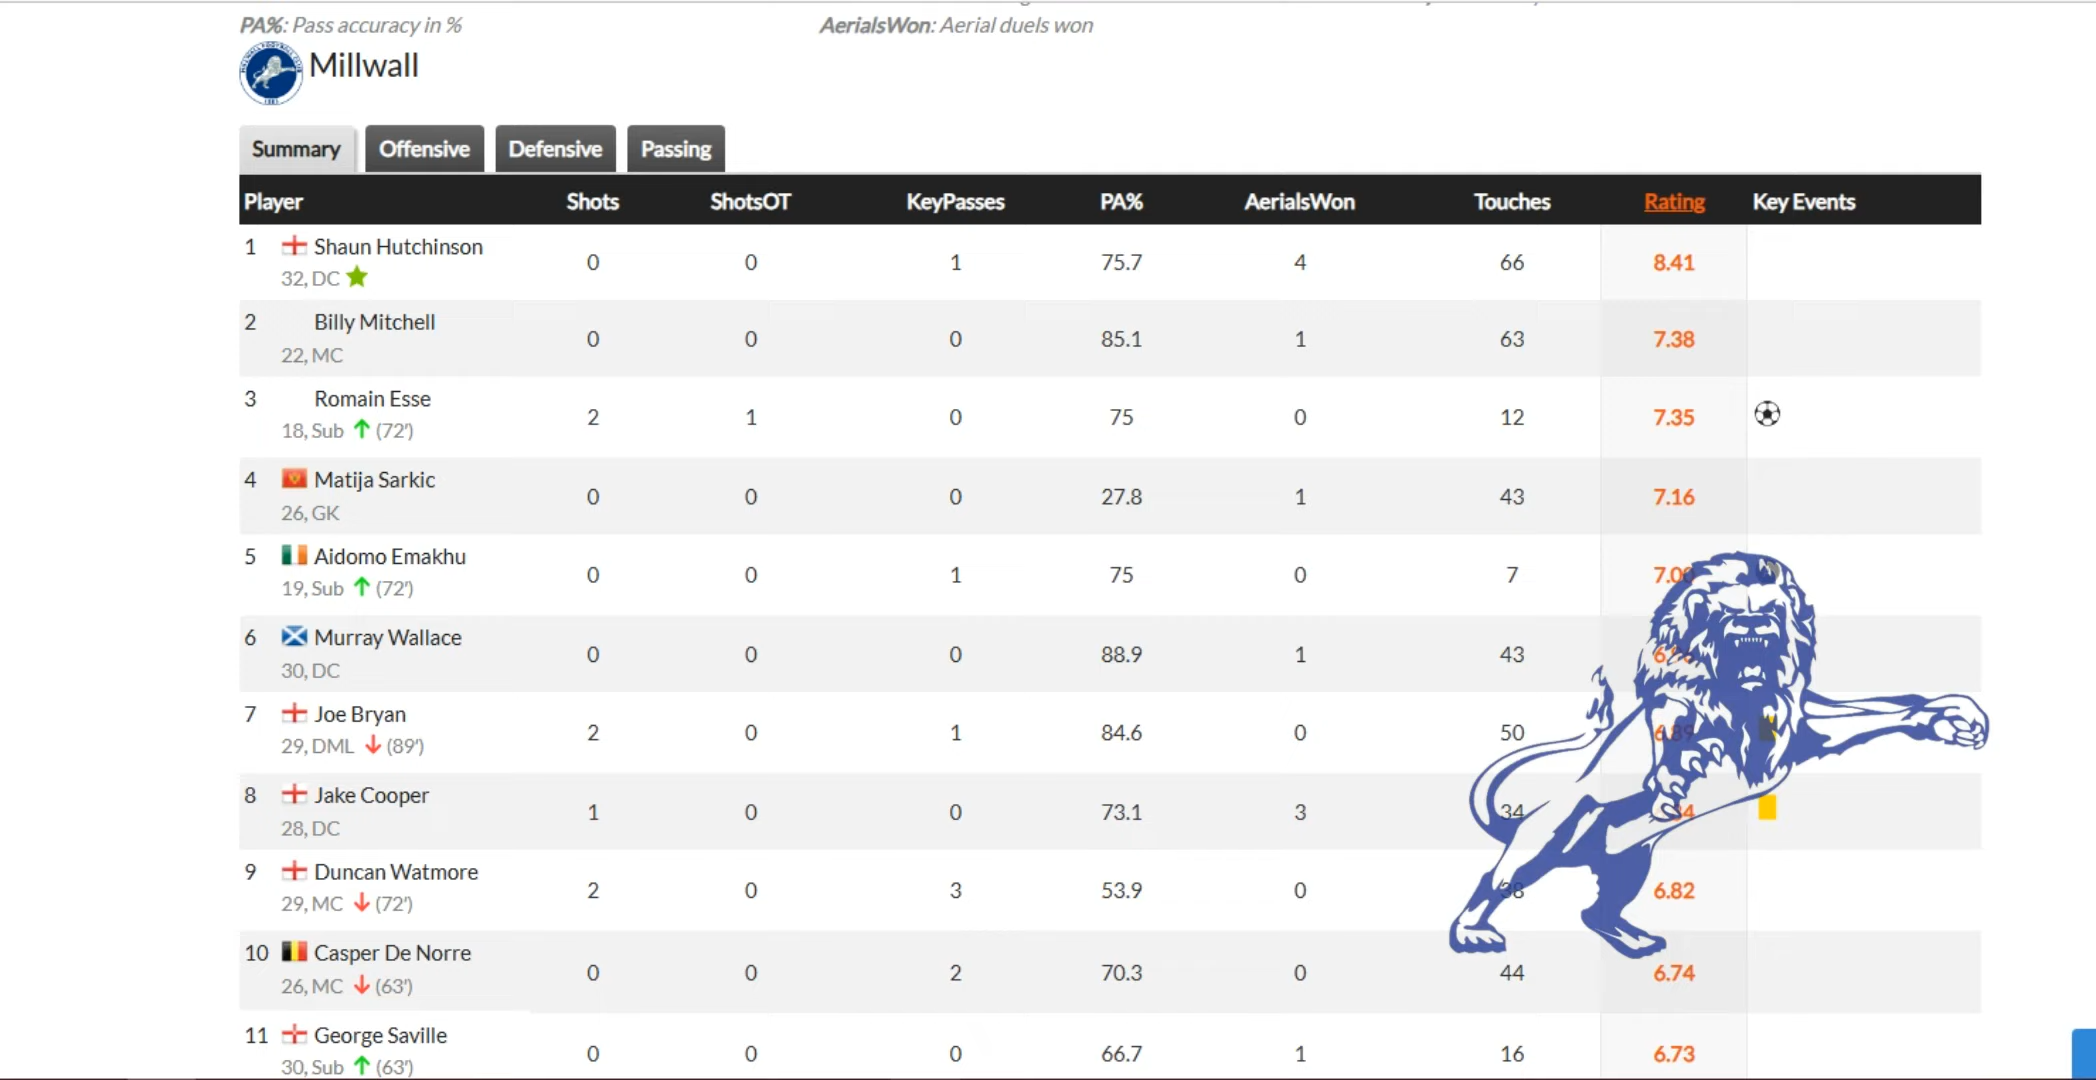 PA%: Pass accuracy in % AerialsWon: Aerial duels won
Millwall
Summary Offensive Defensive Passing
Player Shots ShotsOT KeyPasses PA% AerialsWon Touches Rating Key Events
1 Shaun Hutchinson
32, DC 0 0 1 75.7 4 66 8.41
2 Billy Mitchell
22, MC 0 0 0 85.1 1 63 7.38
3 Romain Esse
18, Sub (72') 2 1 0 75 0 12 7.35
4 Matija Sarkic
26, GK 0 0 0 27.8 1 43 7.16
5 Aidomo Emakhu
19, Sub (72') 0 0 1 75 0 7
6 Murray Wallace
30, DC 0 0 0 88.9 1 43
7 Joe Bryan
29, DML (89') 2 0 1 84.6 0 50 6.89
8 Jake Cooper
28, DC 1 0 0 73.1 3 34
9 Duncan Watmore
29, MC (72') 2 0 3 53.9 0 38 6.82
10 Casper De Norre
26, MC (63') 0 0 2 70.3 0 44 6.74
11 George Saville
30, Sub (63') 0 0 0 66.7 1 16 6.73